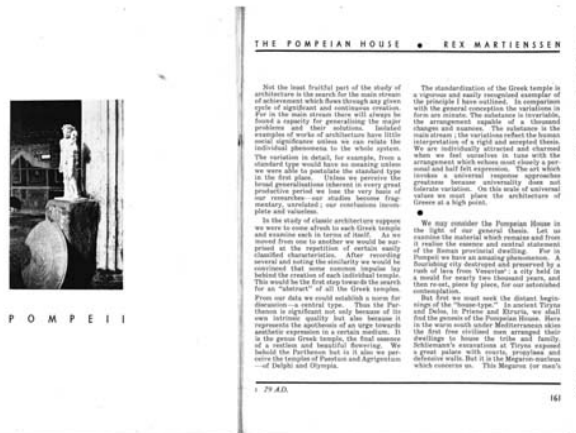 P O M P E I I
THE POMPEIAN HOUSE ● REX MARTIENSSEN
Not the least fruitful part of the study of
architecture is the search for the main stream
of achievement which flows through any given
cycle of significant and continuous creation.
For in the main stream there will always be
found a capacity for generalising the major
problems and their solutions. Isolated
examples of works of architecture have little
social significance unless we can relate the
individual phenomena to the whole system.
The variation in detail, for example, from a
standard type would have no meaning unless
we were able to postulate the standard type
in the first place. Unless we perceive the
broad generalisations inherent in every great
productive period we lose the very basis of
our researches—our studies become frag-
mentary, unrelated; our conclusions incom-
plete and valueless.
In the study of classic architecture suppose
we were to come afresh to each Greek temple
and examine each in terms of itself. As we
moved from one to another we would be sur-
prised at the repetition of certain easily
classified characteristics. After recording
several and noting the similarity we would be
convinced that some common impulse lay
behind the creation of each individual temple.
This would be the first step towards the search
for an "abstract" of all the Greek temples.
From our data we could establish a norm for
discussion—a central type. Thus the Par-
thenon is significant not only because of its
own intrinsic quality but also because it
represents the apotheosis of an urge towards
aesthetic expression in a certain medium. It
is the genus Greek temple, the final essence
of a restless and beautiful flowering. We
behold the Parthenon but in it also we per-
ceive the temples of Paestum and Agrigentum
—of Delphi and Olympia.
The standardization of the Greek temple is
a vigorous and easily recognized exemplar of
the principle I have outlined. In comparison
with the general conception the variations in
form are minute. The substance is invariable,
the arrangement capable of a thousand
changes and nuances. The substance is the
main stream; the variations reflect the human
interpretation of a rigid and accepted thesis.
We are individually attracted and charmed
when we feel ourselves in tune with the
arrangement which echoes most closely a per-
sonal and half felt expression. The art which
invokes a universal response approaches
greatness because universality does not
tolerate variation. On this scale of universal
values we must place the architecture of
Greece at a high point.
●
We may consider the Pompeian House in
the light of our general thesis. Let us
examine the material which remains and from
it realise the essence and central statement
of the Roman provincial dwelling. For in
Pompeii we have an amazing phenomenon. A
flourishing city destroyed and preserved by a
rush of lava from Vesuvius¹: a city held in
a mould for nearly two thousand years, and
then re-set, piece by piece, for our astonished
contemplation.
But first we must seek the distant begin-
nings of the "house-type." In ancient Tiryns
and Delos, in Priene and Etruria, we shall
find the genesis of the Pompeian House. Here
in the warm south under Mediterranean skies
the first free civilised men arranged their
dwellings to house the tribe and family.
Schliemann's excavations at Tiryns exposed
a great palace with courts, propylaea and
defensive walls. But it is the Megaron-nucleus
which concerns us. This Megaron (or men's
1 79 A.D.
161